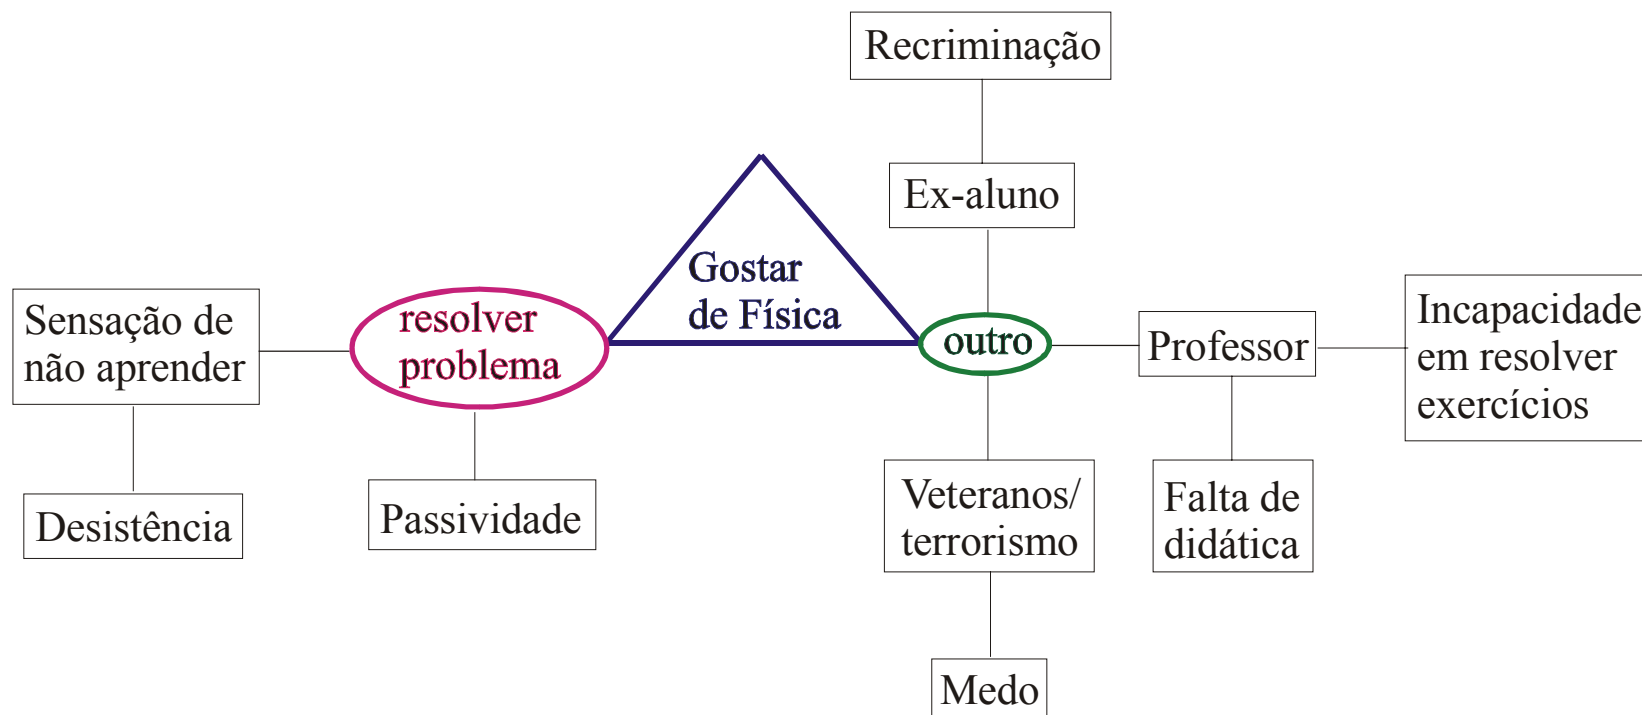 Recriminação
Ex-aluno
Gostar
de Física
Sensação de
não aprender
resolver
problema
outro
Professor
Incapacidade
em resolver
exercícios
Desistência
Passividade
Veteranos/
terrorismo
Falta de
didática
Medo